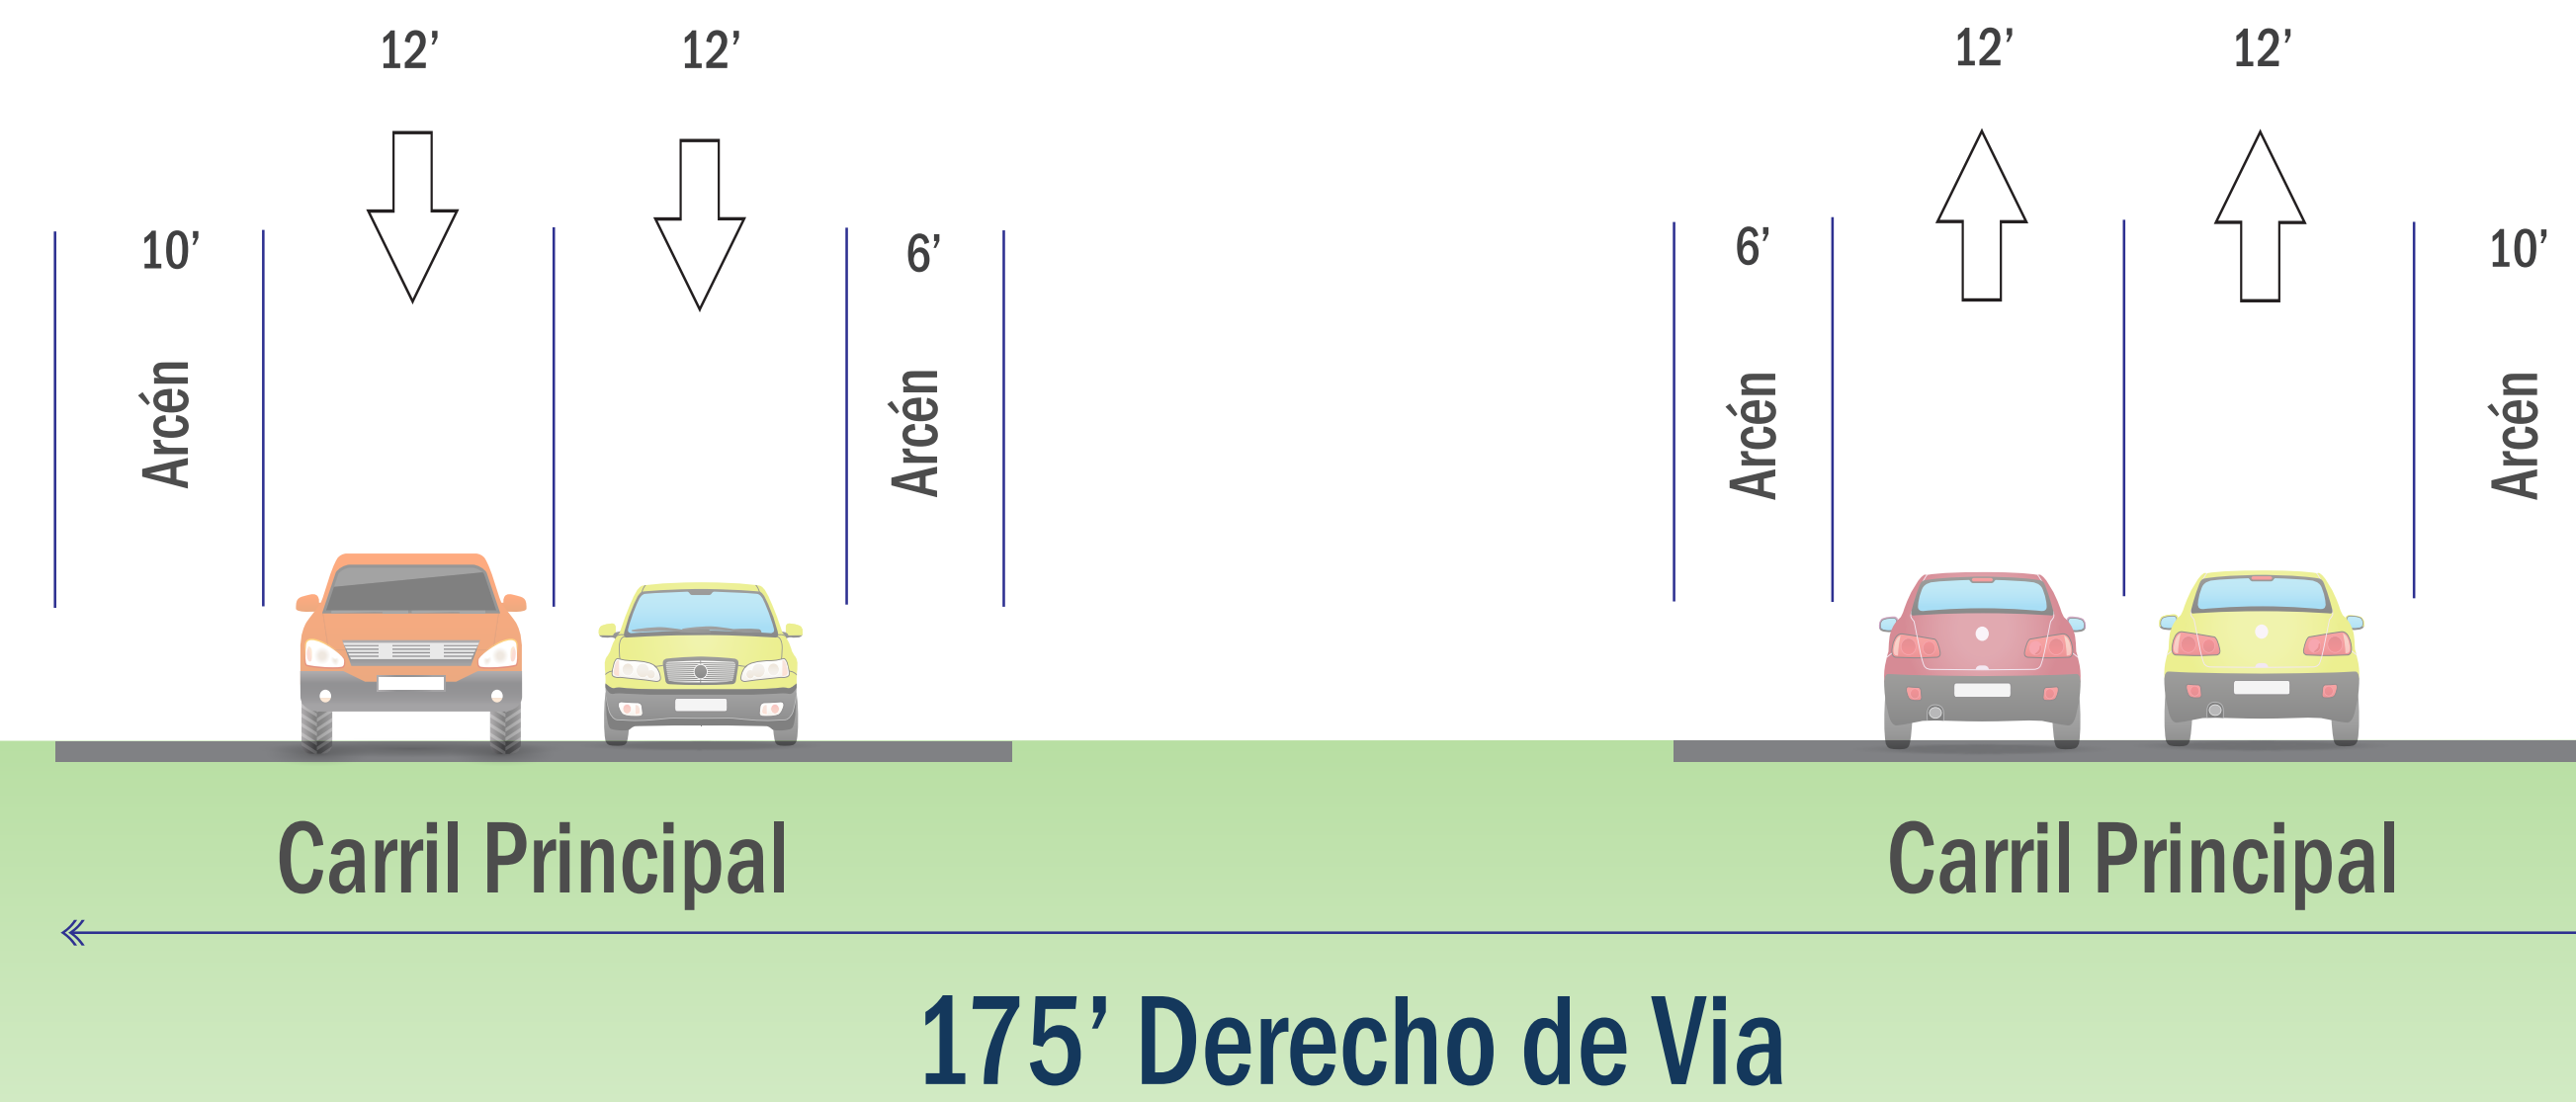 12’ 12’ 12’ 12’
10’ 6’ 6’ 10’
Arcén Arcén Arcén Arcén
Carril Principal Carril Principal
175’ Derecho de Via